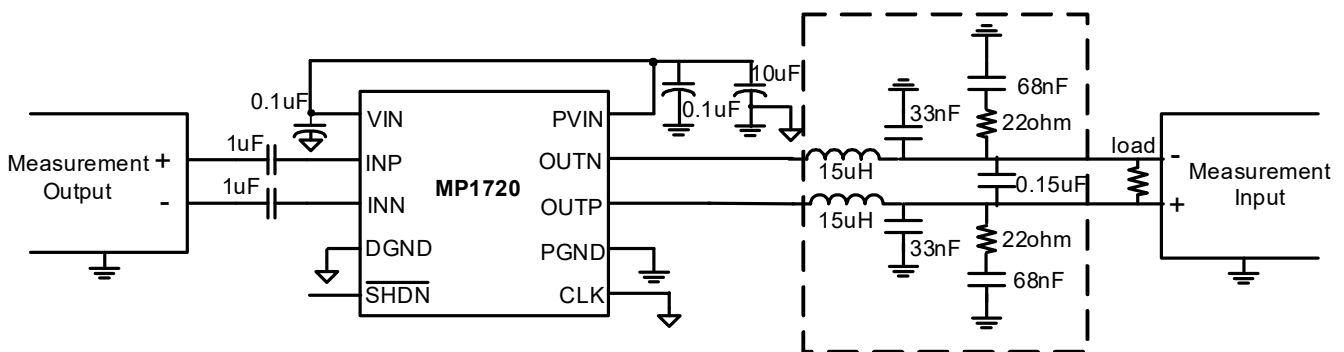 Measurement
Output
+
-
1uF
1uF
0.1uF
VIN
INP
INN
DGND
SHDN
MP1720
PVIN
OUTN
OUTP
PGND
CLK
0.1uF
10uF
15uH
15uH
33nF
68nF
22ohm
0.15uF
33nF
22ohm
68nF
load
-
+
Measurement
Input